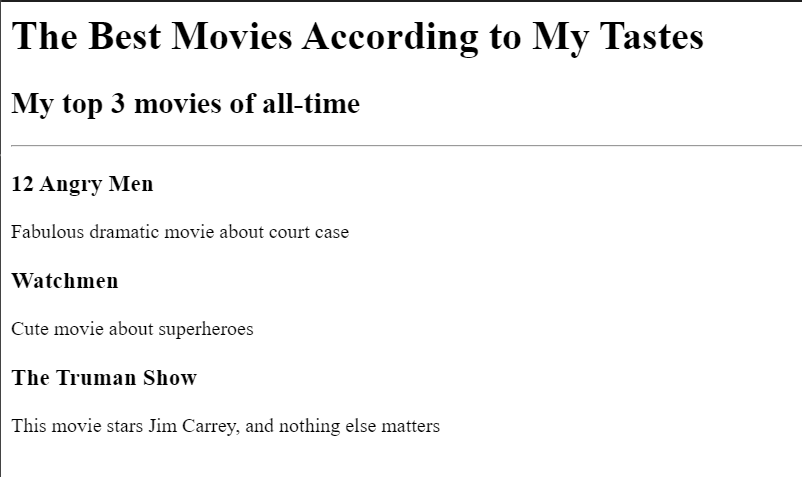 The Best Movies According to My Tastes
My top 3 movies of all-time
12 Angry Men
Fabulous dramatic movie about court case
Watchmen
Cute movie about superheroes
The Truman Show
This movie stars Jim Carrey, and nothing else matters